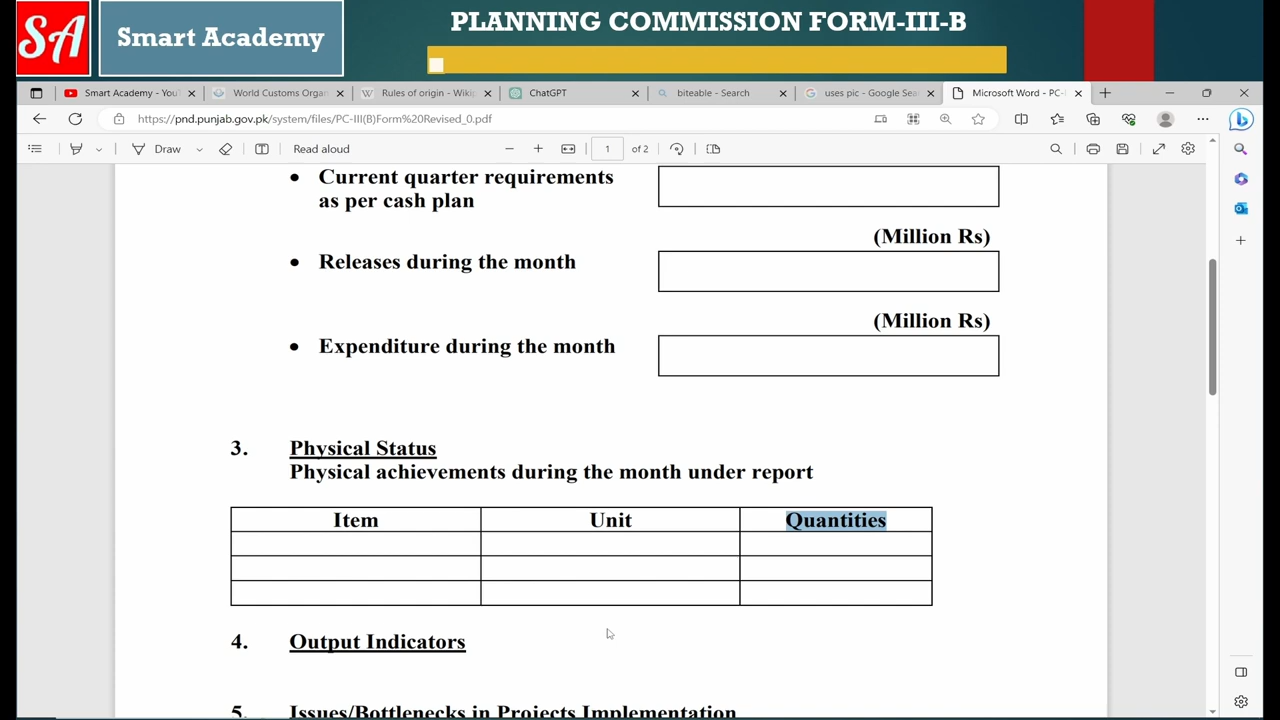 SA
Smart Academy
PLANNING COMMISSION FORM-III-B
Smart Academy - You
World Customs Organ
Rules of origin - Wikip
ChatGPT
biteable - Search
uses pic - Google Sear
Microsoft Word - PC-I
https://pnd.punjab.gov.pk/system/files/PC-III(B)Form%20Revised_0.pdf
Draw
Read aloud
1 of 2
• Current quarter requirements
as per cash plan
(Million Rs)
• Releases during the month
(Million Rs)
• Expenditure during the month
3. Physical Status
Physical achievements during the month under report
Item Unit Quantities
4. Output Indicators
5. Issues/Bottlenecks in Projects Implementation